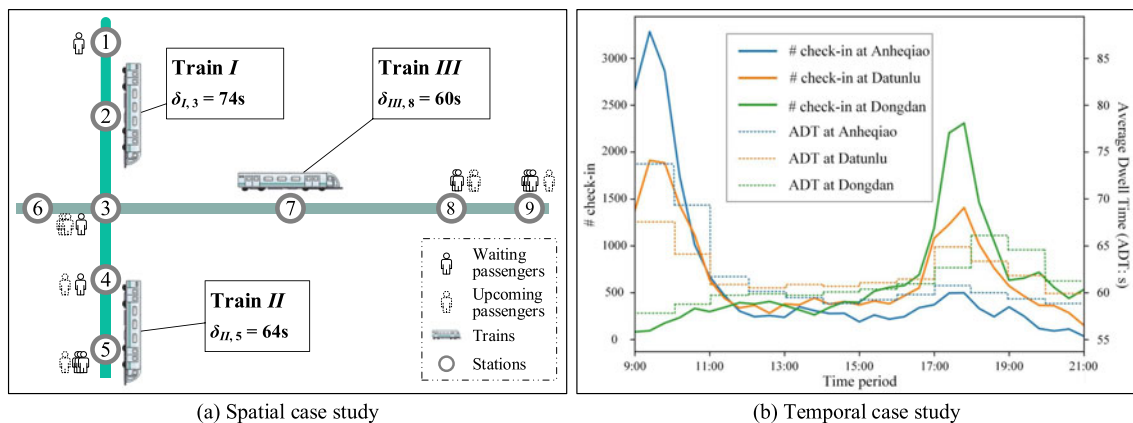 1
Train I
δI,3 = 74s
2
Train III
δIII,8 = 60s
6
3
7
8
9
4
Train II
δII,5 = 64s
5
Waiting
passengers
Upcoming
passengers
Trains
Stations
(a) Spatial case study
# check-in at Anheqiao
# check-in at Datunlu
# check-in at Dongdan
ADT at Anheqiao
ADT at Datunlu
ADT at Dongdan
# check-in
3000
2500
2000
1500
1000
500
0
Average Dwell Time (ADT: s)
85
80
75
70
65
60
55
9:00 11:00 13:00 15:00 17:00 19:00 21:00
Time period
(b) Temporal case study